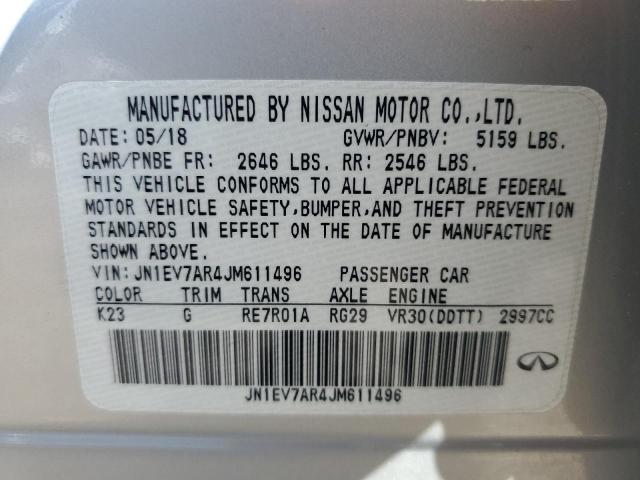 MANUFACTURED BY NISSAN MOTOR CO.,LTD.
DATE: 05/18 GVWR/PNBV: 5159 LBS.
GAWR/PNBE FR: 2646 LBS. RR: 2546 LBS.
THIS VEHICLE CONFORMS TO ALL APPLICABLE FEDERAL
MOTOR VEHICLE SAFETY,BUMPER,AND THEFT PREVENTION
STANDARDS IN EFFECT ON THE DATE OF MANUFACTURE
SHOWN ABOVE.
VIN:JN1EV7AR4JM611496 PASSENGER CAR
COLOR TRIM TRANS AXLE ENGINE
K23 G RE7R01A RG29 VR30(DDTT) 2997CC
JN1EV7AR4JM611496